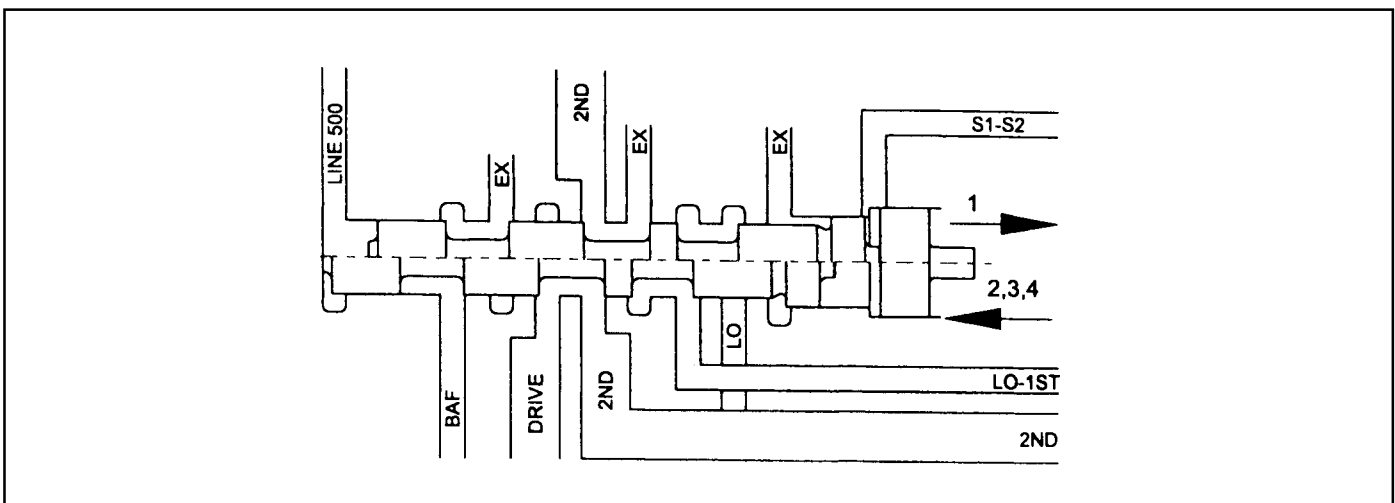 LINE 500
EX
2ND
EX
EX
S1-S2
1
2,3,4
BAF
DRIVE
2ND
LO
LO-1ST
2ND